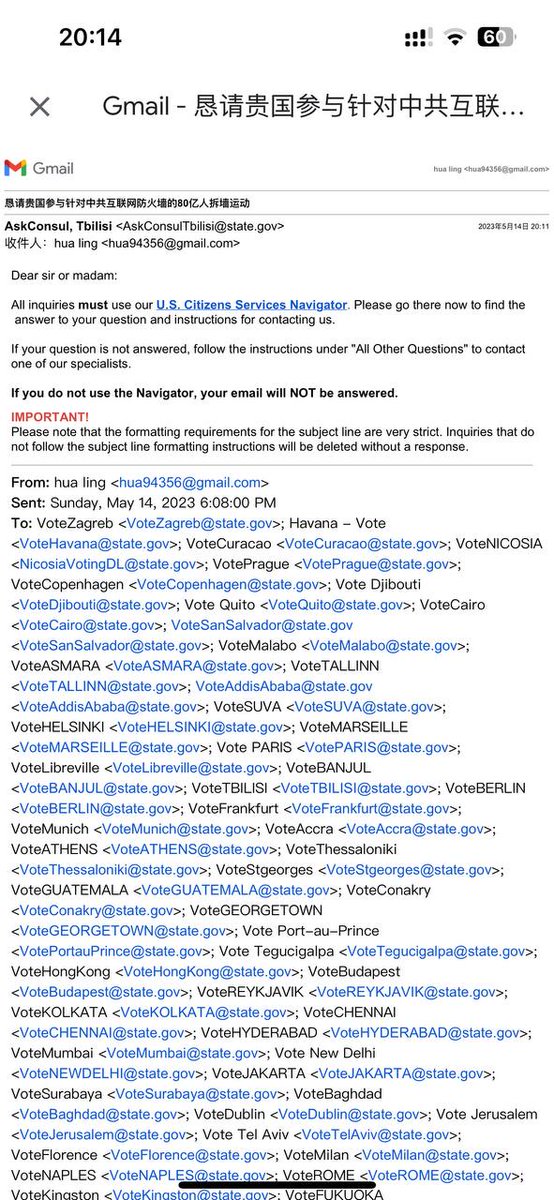 20:14
60
Gmail - 恳请贵国参与针对中共互联...
Gmail
hua ling <hua94356@gmail.com>
恳请贵国参与针对中共互联网防火墙的80亿人拆墙运动
AskConsul, Tbilisi <AskConsulTbilisi@state.gov>
2023年5月14日 20:11
收件人： hua ling <hua94356@gmail.com>
Dear sir or madam:
All inquiries must use our U.S. Citizens Services Navigator. Please go there now to find the
answer to your question and instructions for contacting us.
If your question is not answered, follow the instructions under "All Other Questions" to contact
one of our specialists.
If you do not use the Navigator, your email will NOT be answered.
IMPORTANT!
Please note that the formatting requirements for the subject line are very strict. Inquiries that do
not follow the subject line formatting instructions will be deleted without a response.
From: hua ling <hua94356@gmail.com>
Sent: Sunday, May 14, 2023 6:08:00 PM
To: VoteZagreb <VoteZagreb@state.gov>; Havana – Vote
<VoteHavana@state.gov>; VoteCuracao <VoteCuracao@state.gov>; VoteNICOSIA
<NicosiaVotingDL@state.gov>; VotePrague <VotePrague@state.gov>;
VoteCopenhagen <VoteCopenhagen@state.gov>; Vote Djibouti
<VoteDjibouti@state.gov>; Vote Quito <VoteQuito@state.gov>; VoteCairo
<VoteCairo@state.gov>; VoteSanSalvador@state.gov
<VoteSanSalvador@state.gov>; VoteMalabo <VoteMalabo@state.gov>;
VoteASMARA <VoteASMARA@state.gov>; VoteTALLINN
<VoteTALLINN@state.gov>; VoteAddisAbaba@state.gov
<VoteAddisAbaba@state.gov>; VoteSUVA <VoteSUVA@state.gov>;
VoteHELSINKI <VoteHELSINKI@state.gov>; VoteMARSEILLE
<VoteMARSEILLE@state.gov>; Vote PARIS <VotePARIS@state.gov>;
VoteLibreville <VoteLibreville@state.gov>; VoteBANJUL
<VoteBANJUL@state.gov>; VoteTBILISI <VoteTBILISI@state.gov>; VoteBERLIN
<VoteBERLIN@state.gov>; VoteFrankfurt <VoteFrankfurt@state.gov>;
VoteMunich <VoteMunich@state.gov>; VoteAccra <VoteAccra@state.gov>;
VoteATHENS <VoteATHENS@state.gov>; VoteThessaloniki
<VoteThessaloniki@state.gov>; VoteStgeorges <VoteStgeorges@state.gov>;
VoteGUATEMALA <VoteGUATEMALA@state.gov>; VoteConakry
<VoteConakry@state.gov>; VoteGEORGETOWN
<VoteGEORGETOWN@state.gov>; Vote Port-au-Prince
<VotePortauPrince@state.gov>; Vote Tegucigalpa <VoteTegucigalpa@state.gov>;
VoteHongKong <VoteHongKong@state.gov>; VoteBudapest
<VoteBudapest@state.gov>; VoteREYKJAVIK <VoteREYKJAVIK@state.gov>;
VoteKOLKATA <VoteKOLKATA@state.gov>; VoteCHENNAI
<VoteCHENNAI@state.gov>; VoteHYDERABAD <VoteHYDERABAD@state.gov>;
VoteMumbai <VoteMumbai@state.gov>; Vote New Delhi
<VoteNEWDELHI@state.gov>; VoteJAKARTA <VoteJAKARTA@state.gov>;
VoteSurabaya <VoteSurabaya@state.gov>; VoteBaghdad
<VoteBaghdad@state.gov>; VoteDublin <VoteDublin@state.gov>; Vote Jerusalem
<VoteJerusalem@state.gov>; Vote Tel Aviv <VoteTelAviv@state.gov>;
VoteFlorence <VoteFlorence@state.gov>; VoteMilan <VoteMilan@state.gov>;
VoteNAPLES <VoteNAPLES@state.gov>; VoteROME <VoteROME@state.gov>;
VoteKingston <VoteKingston@state.gov>; VoteFUKUOKA